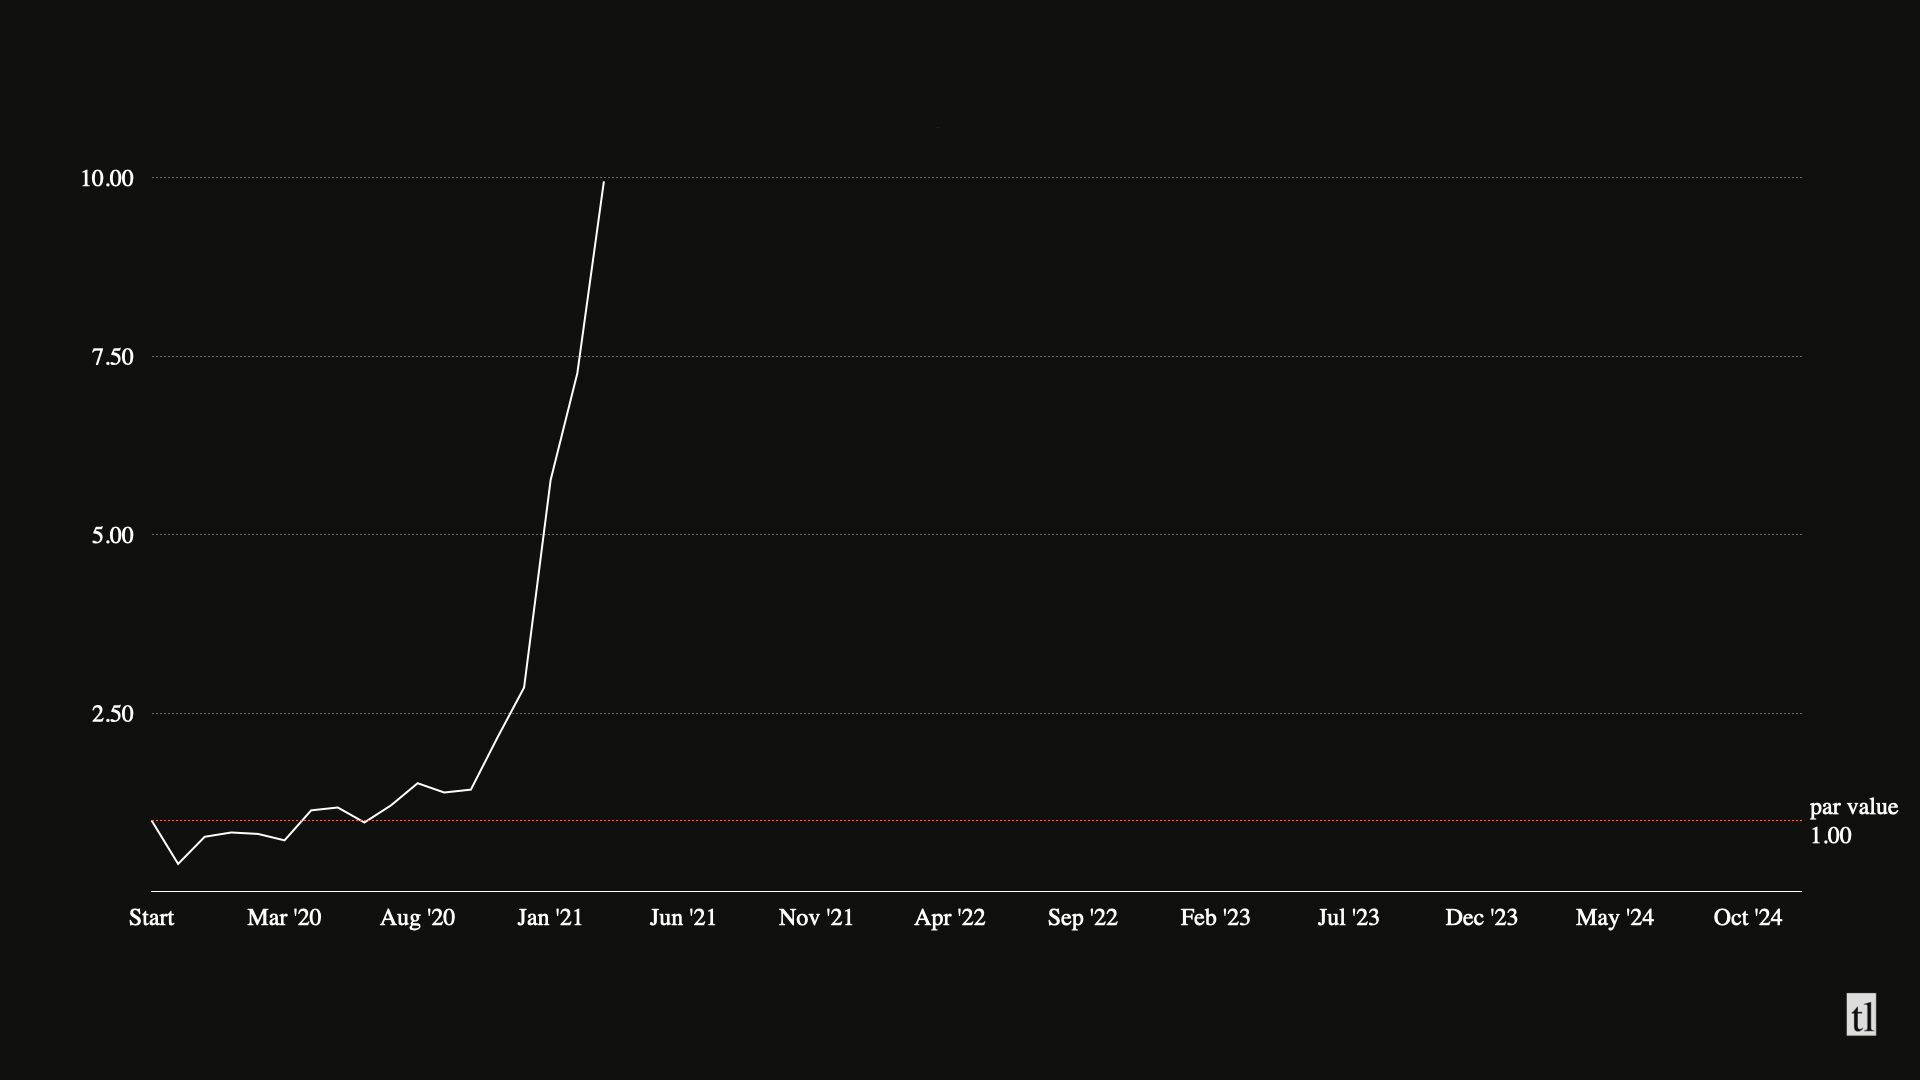 10.00
7.50
5.00
2.50
par value
1.00
Start Mar '20 Aug '20 Jan '21 Jun '21 Nov '21 Apr '22 Sep '22 Feb '23 Jul '23 Dec '23 May '24 Oct '24
tl